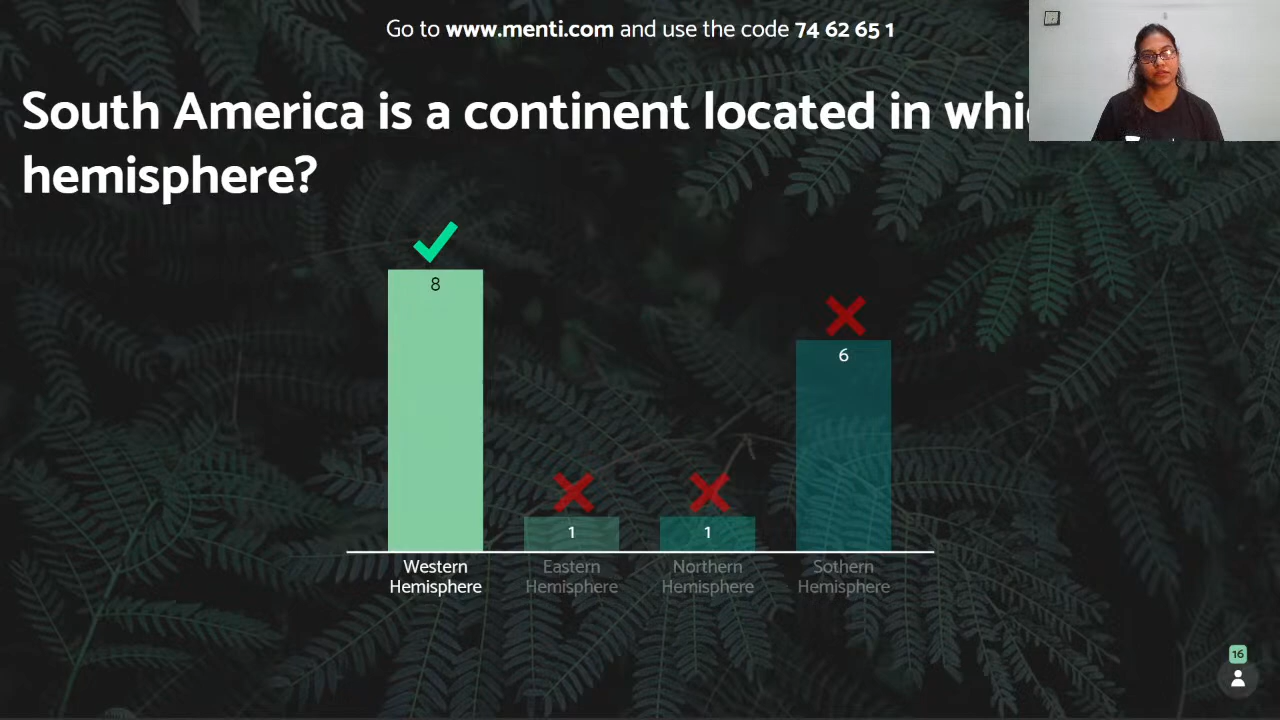 Go to www.menti.com and use the code 74 62 65 1
South America is a continent located in
hemisphere?
8
6
1
1
Western
Hemisphere
Eastern
Hemisphere
Northern
Hemisphere
Sothern
Hemisphere
16